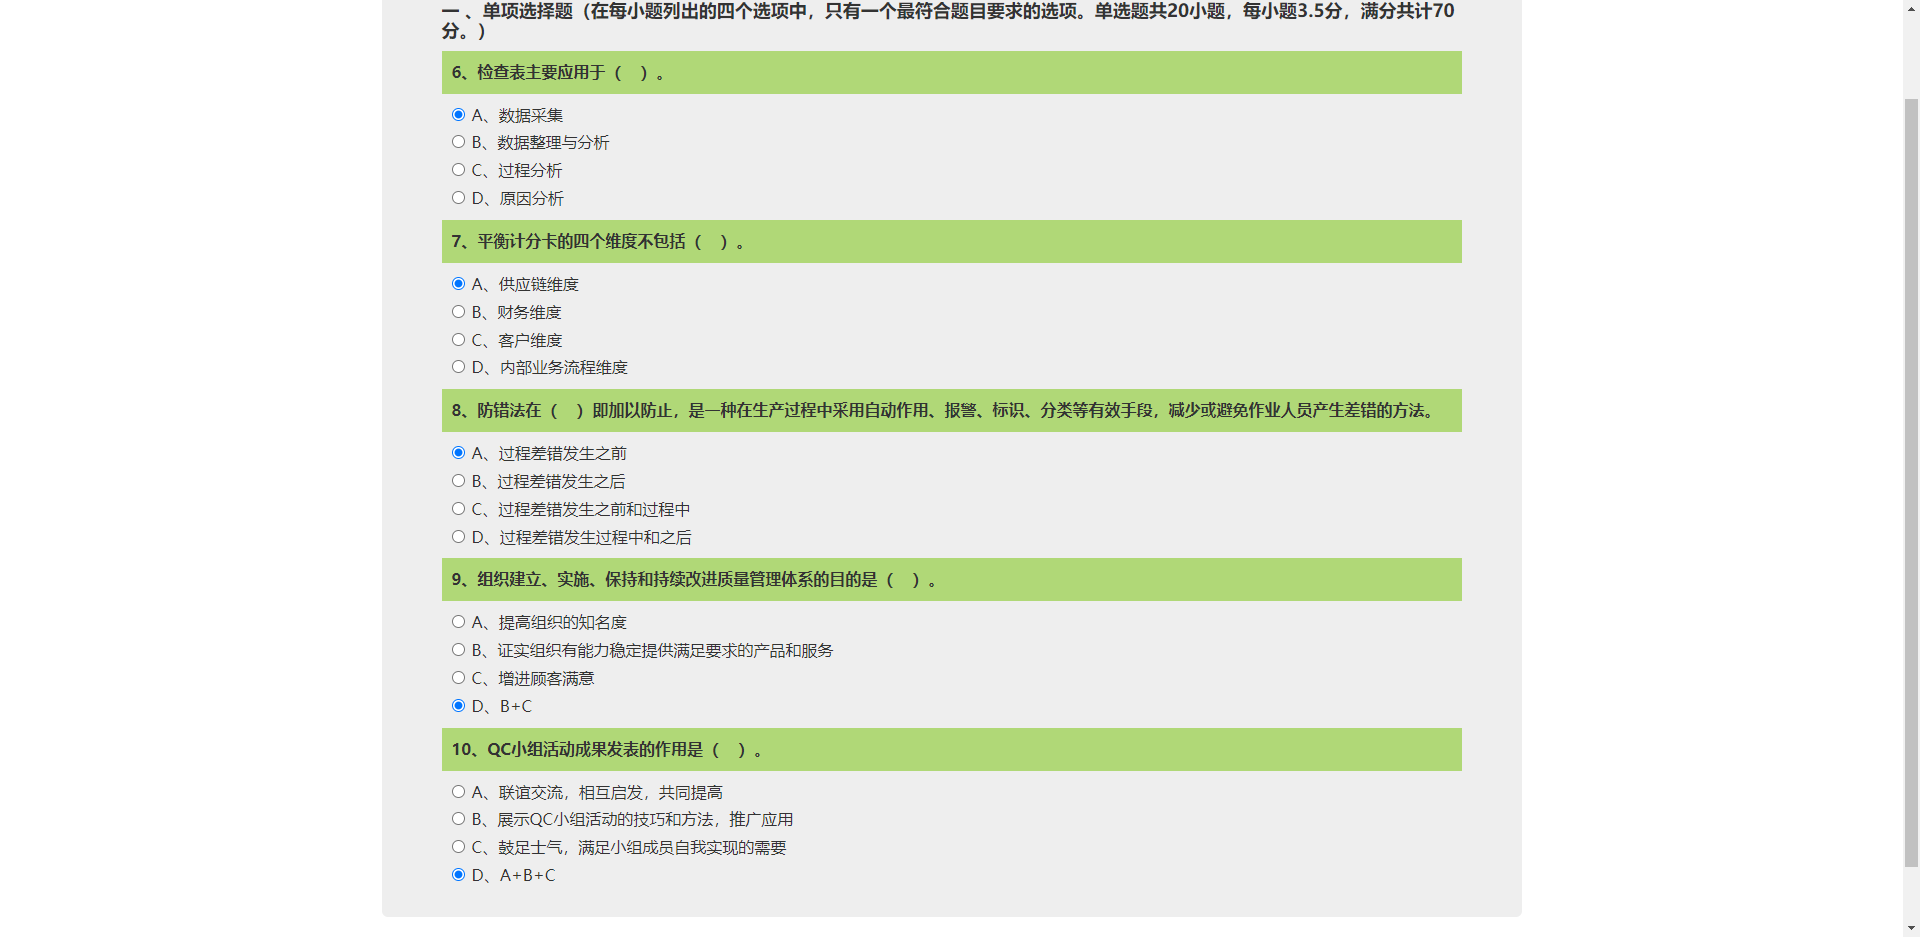 一 、单项选择题（在每小题列出的四个选项中，只有一个最符合题目要求的选项。单选题共20小题，每小题3.5分，满分共计70
分。）
6、检查表主要应用于（　）。
A、数据采集
B、数据整理与分析
C、过程分析
D、原因分析
7、平衡计分卡的四个维度不包括（　）。
A、供应链维度
B、财务维度
C、客户维度
D、内部业务流程维度
8、防错法在（　）即加以防止，是一种在生产过程中采用自动作用、报警、标识、分类等有效手段，减少或避免作业人员产生差错的方法。
A、过程差错发生之前
B、过程差错发生之后
C、过程差错发生之前和过程中
D、过程差错发生过程中和之后
9、组织建立、实施、保持和持续改进质量管理体系的目的是（　）。
A、提高组织的知名度
B、证实组织有能力稳定提供满足要求的产品和服务
C、增进顾客满意
D、B+C
10、QC小组活动成果发表的作用是（　）。
A、联谊交流，相互启发，共同提高
B、展示QC小组活动的技巧和方法，推广应用
C、鼓足士气，满足小组成员自我实现的需要
D、A+B+C